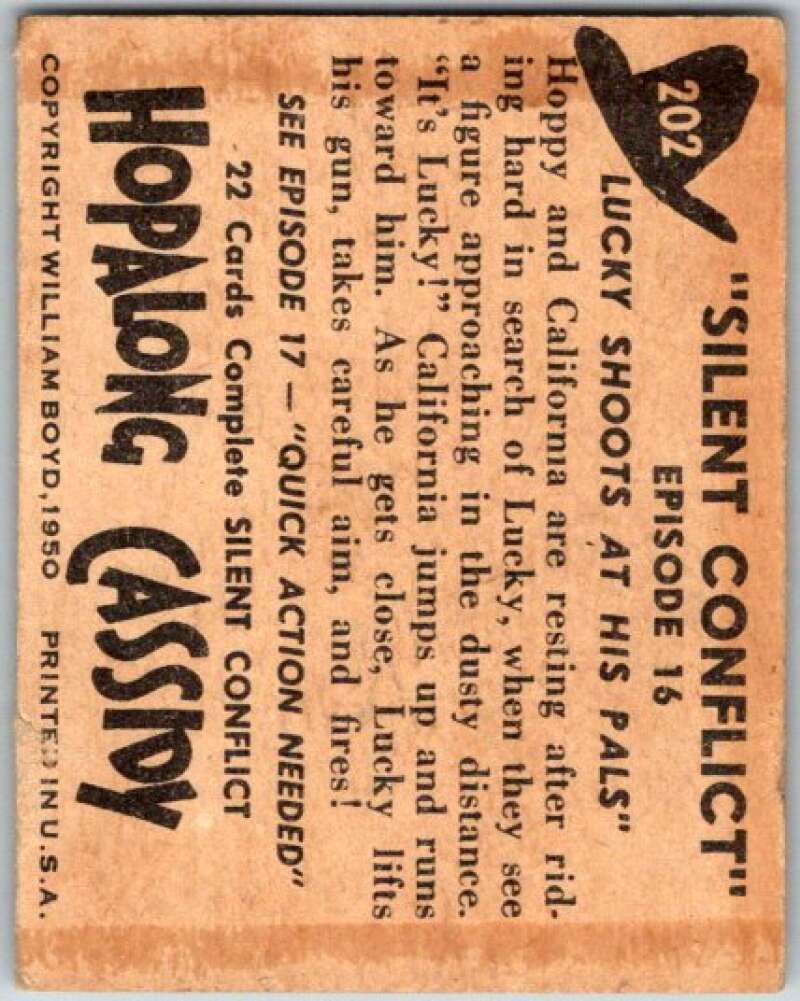 202
"SILENT CONFLICT"
EPISODE 16
LUCKY SHOOTS AT HIS PALS"
Hoppy and California are resting after rid-
ing hard in search of Lucky, when they see
a figure approaching in the dusty distance.
"It's Lucky!" California jumps up and runs
toward him. As he gets close, Lucky lifts
his gun, takes careful aim, and fires!
SEE EPISODE 17 — "QUICK ACTION NEEDED"
22 Cards Complete SILENT CONFLICT
HOPALONG CASSIDY
COPYRIGHT WILLIAM BOYD, 1950 PRINTED IN U.S.A.